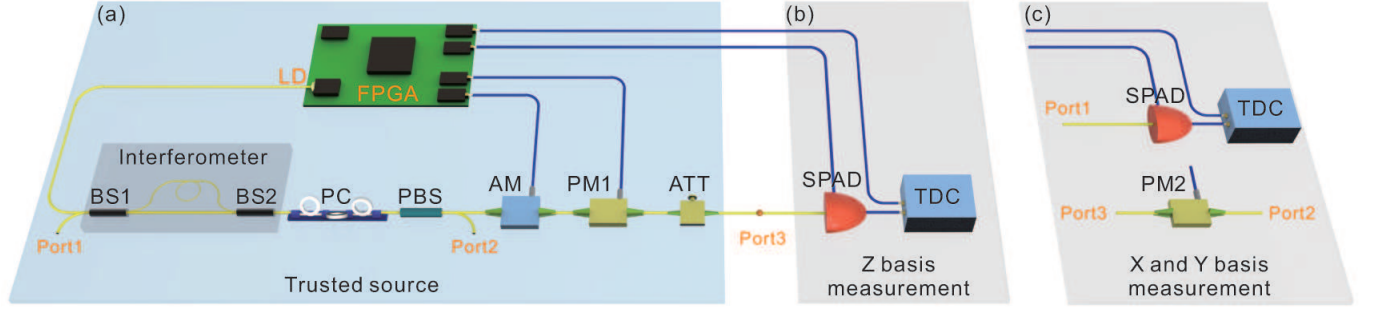 (a)
LD
FPGA
Interferometer
BS1
BS2
PC
PBS
AM
PM1
ATT
Port1
Port2
Port3
Trusted source
(b)
SPAD
TDC
Z basis
measurement
(c)
Port1
SPAD
TDC
PM2
Port3
Port2
X and Y basis
measurement